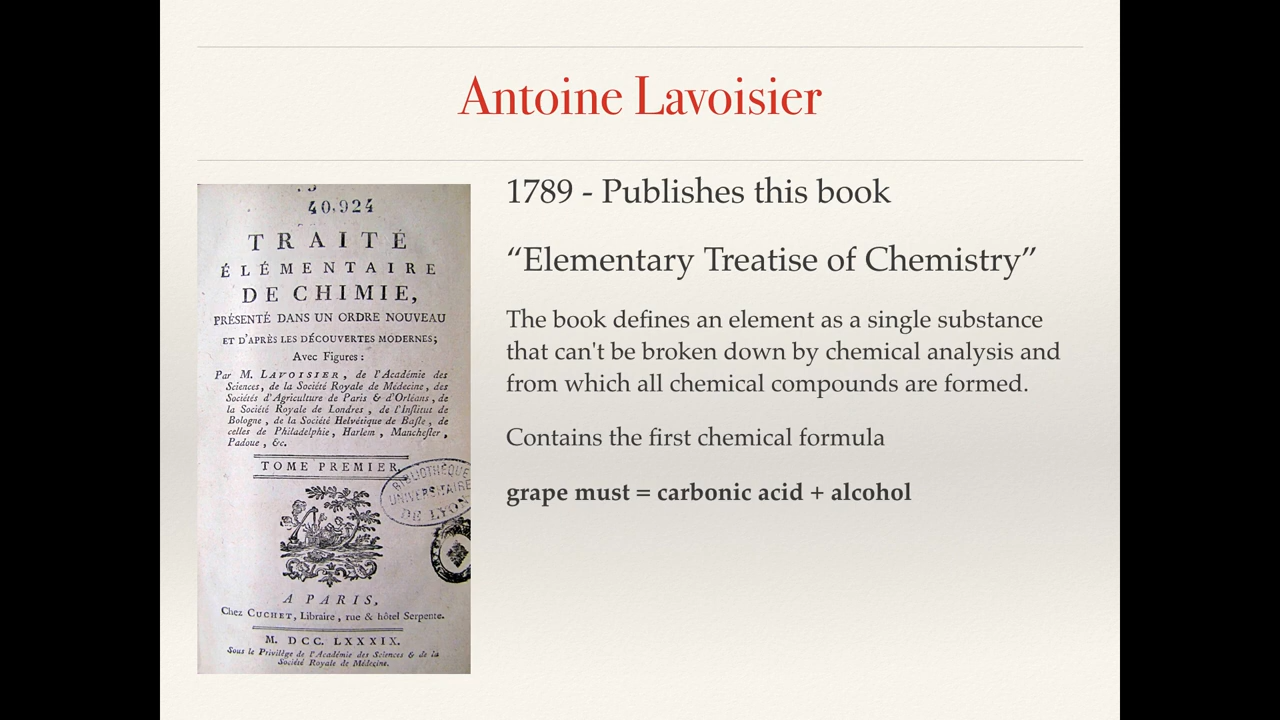 Antoine Lavoisier
40.924
TRAITÉ
ÉLÉMENTAIRE
DE CHIMIE,
PRÉSENTÉ DANS UN ORDRE NOUVEAU
ET D'APRÈS LES DÉCOUVERTES MODERNES;
Avec Figures :
Par M. LAVOISIER, de l'Académie des
Sciences, de la Société Royale de Médecine, des
Sociétés d'Agriculture de Paris & d'Orléans, de
la Société Royale de Londres, de l'Inſtitut de
Bologne, de la Société Helvétique de Baſle, de
celles de Philadelphie, Harlem, Mancheſter,
Padoue, &c.
TOME PREMIER.
BIBLIOTHÈQUE
UNIVERSITAIRE
DE LYON
A PARIS,
Chez CUCHET, Libraire, rue & hôtel Serpente.
M. DCC. LXXXIX.
Sous le Privilège de l'Académie des Sciences & de la
Société Royale de Médecine.
1789 - Publishes this book
“Elementary Treatise of Chemistry”
The book defines an element as a single substance
that can't be broken down by chemical analysis and
from which all chemical compounds are formed.
Contains the first chemical formula
grape must = carbonic acid + alcohol